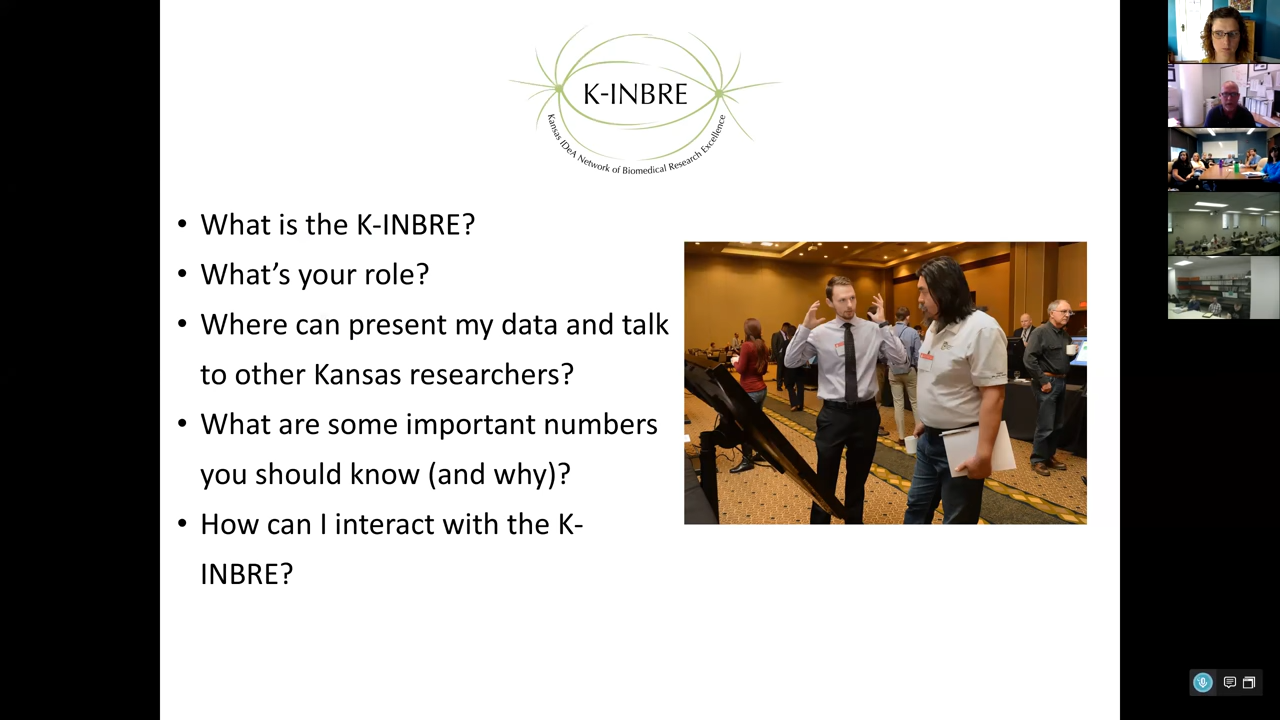 K-INBRE
Kansas IDeA Network of Biomedical Research Excellence
• What is the K-INBRE?
• What's your role?
• Where can present my data and talk
to other Kansas researchers?
• What are some important numbers
you should know (and why)?
• How can I interact with the K-
INBRE?